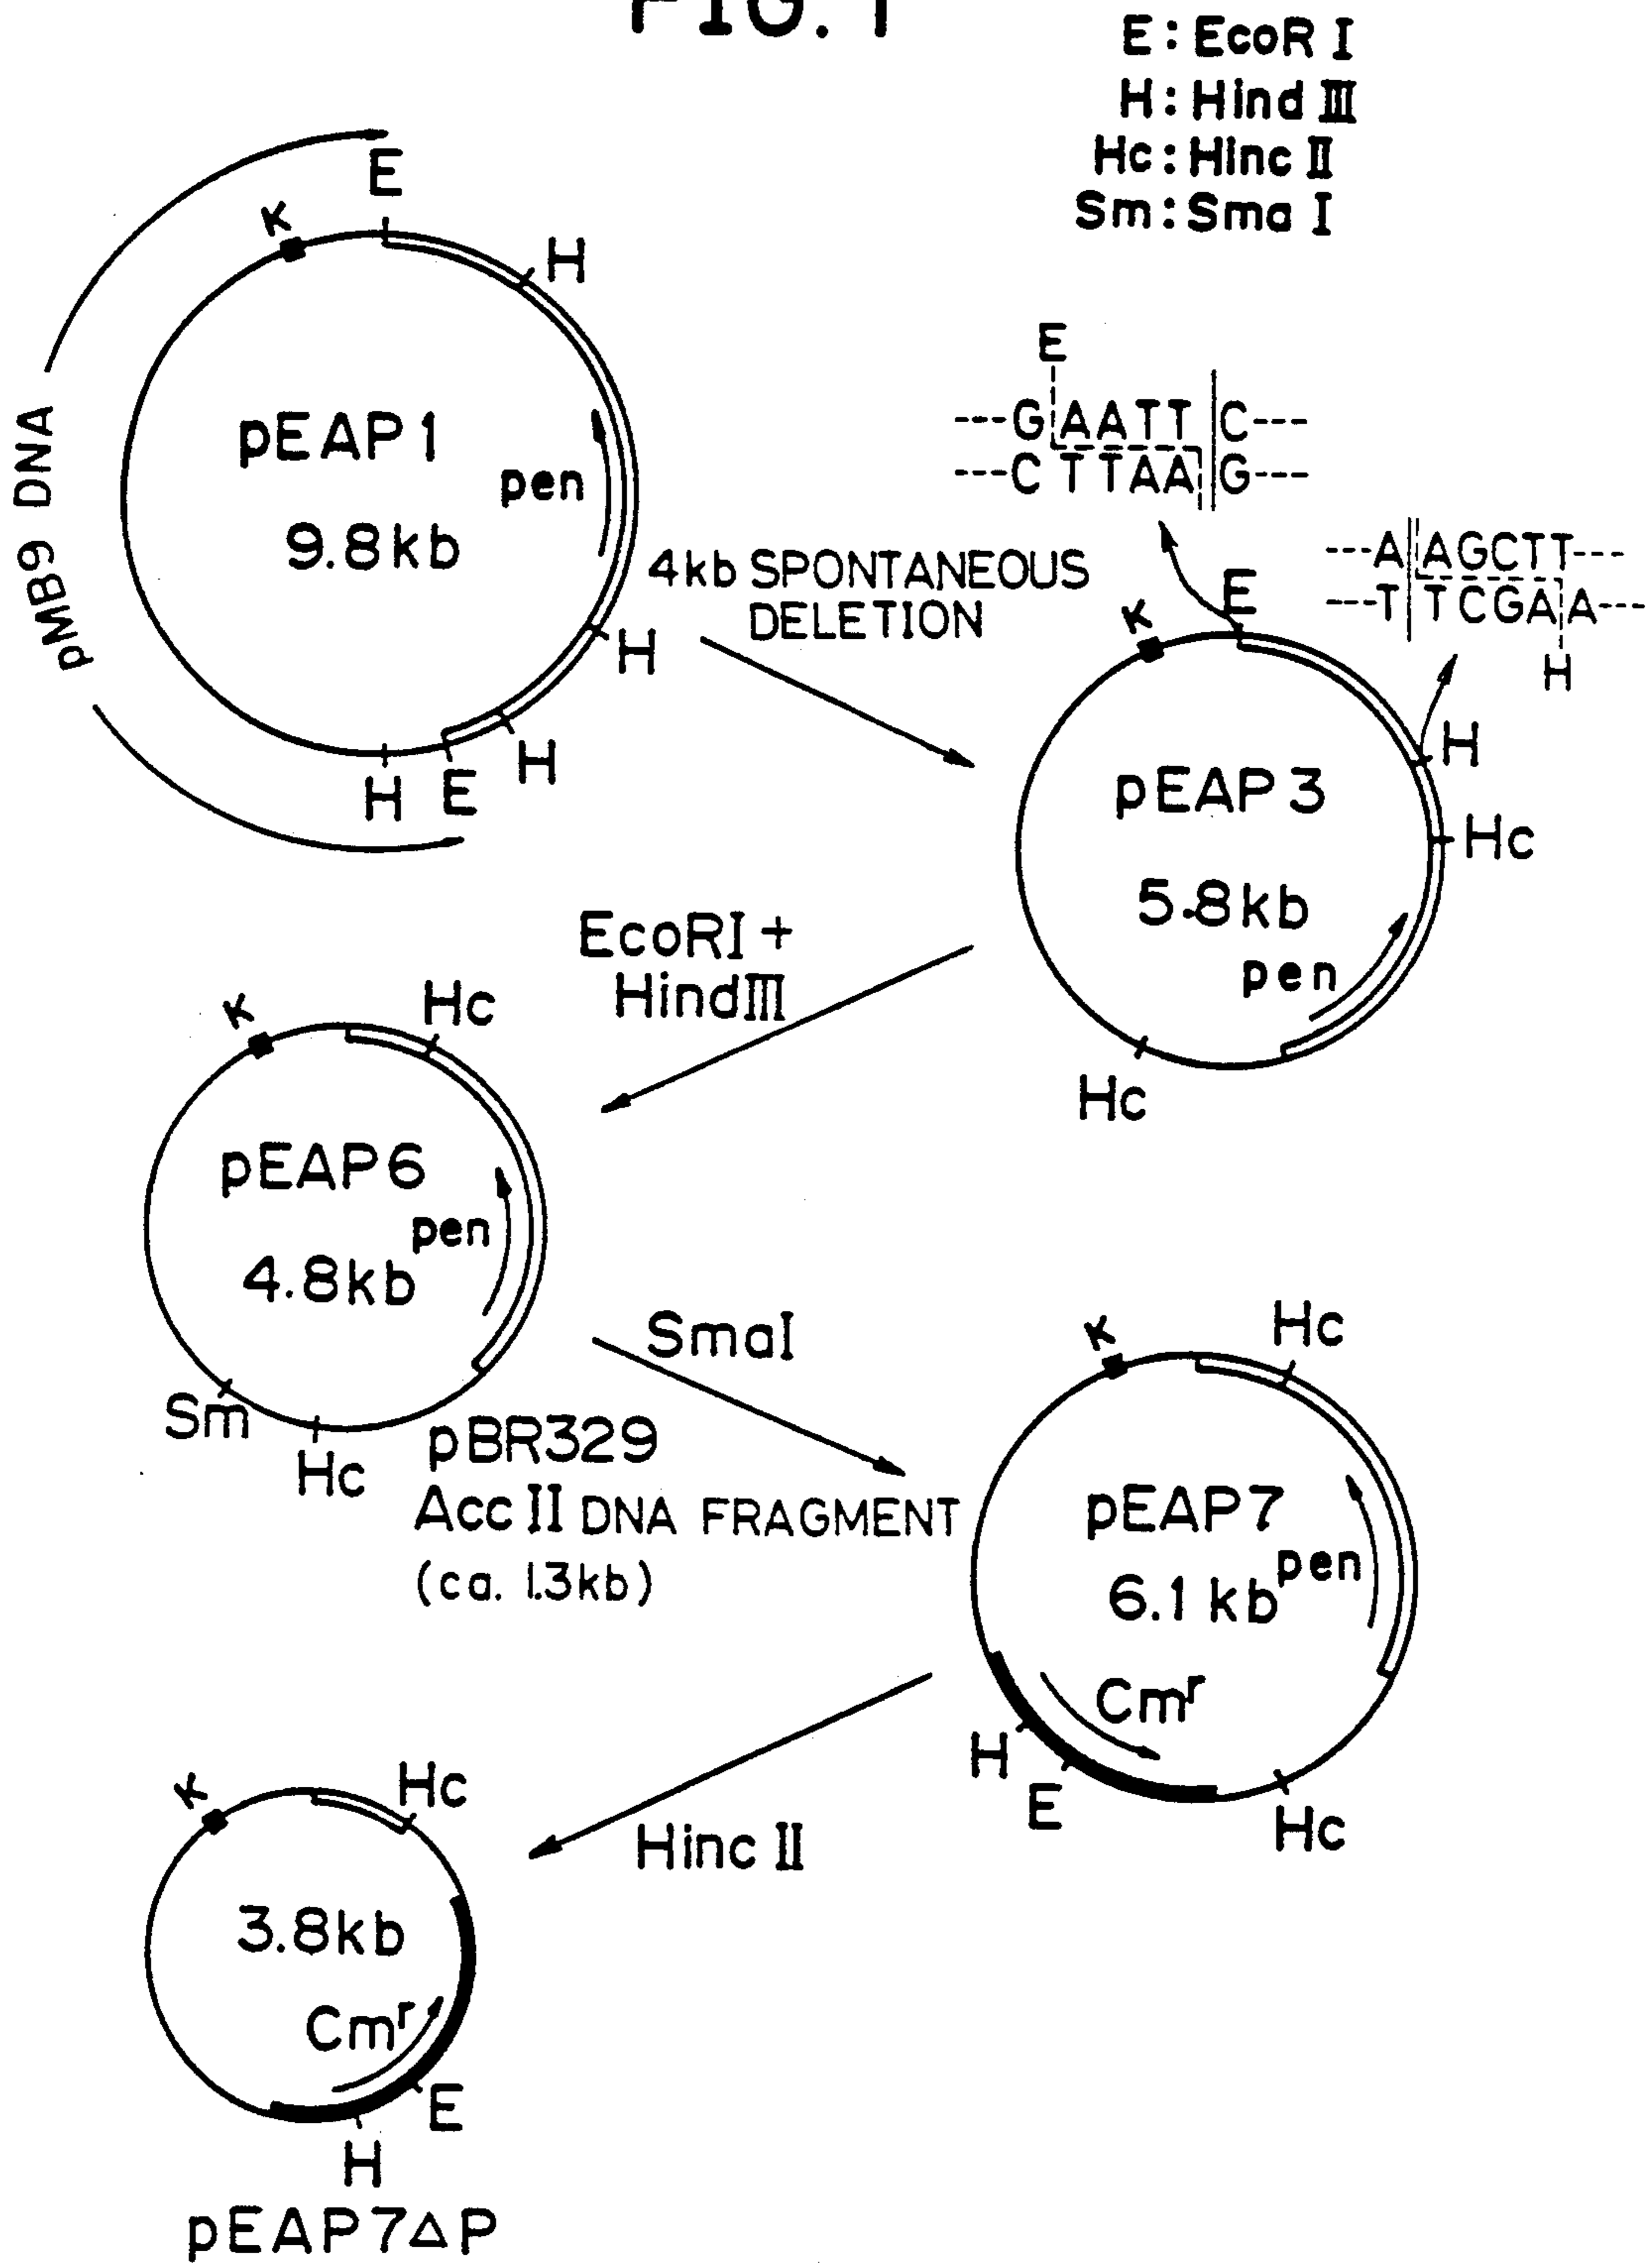 FIG. 1
E: EcoR I
H: Hind III
Hc: Hinc II
Sm: Sma I
E
K
H
pMB9 DNA
pEAP1
pen
9.8kb
H
H
E
H
4kb SPONTANEOUS
DELETION
E
---G AATT C---
---C TTAA G---
---A AGCTT---
---T TCGA A---
H
K
E
H
pEAP3
Hc
5.8kb
pen
Hc
EcoRI+
HindIII
K
Hc
pEAP6
pen
4.8kb
Sm
Hc
SmaI
pBR329
Acc II DNA FRAGMENT
(ca. 1.3kb)
K
Hc
pEAP7
pen
6.1 kb
Cmr
H
E
Hc
Hinc II
K
Hc
3.8kb
Cmr
E
H
pEAP7△P